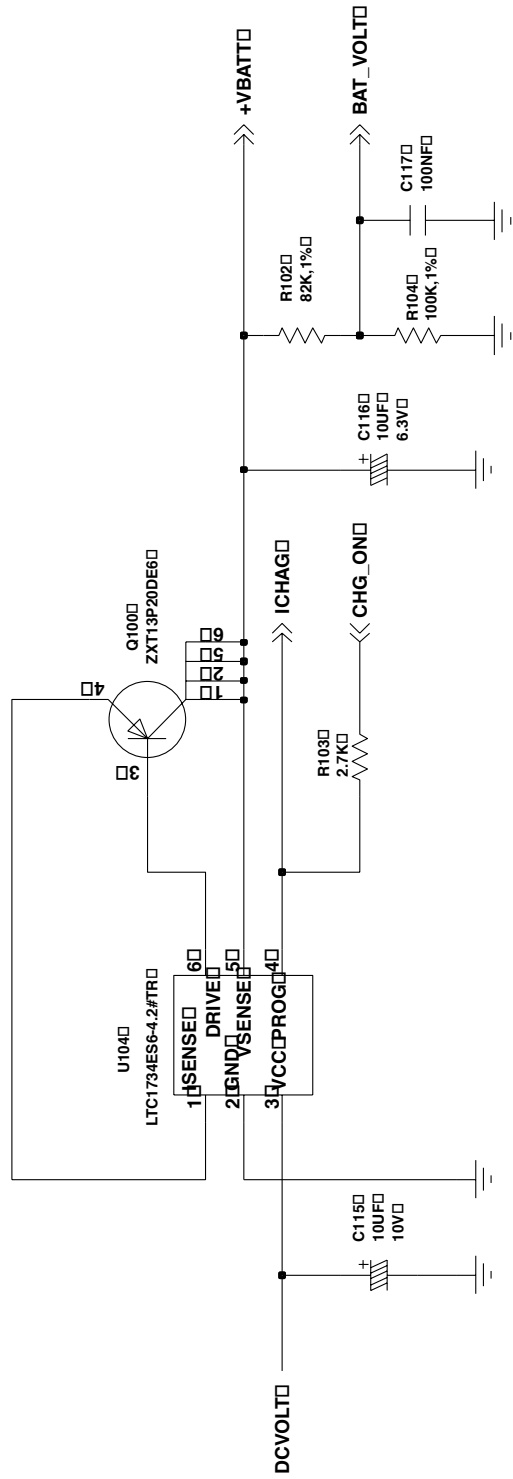 DCVOLT□
C115□
10UF□
10V□
U104□
LTC1734ES6-4.2#TR□
1□
ISENSE□
2□
GND□
3□
VCC□
DRIVE□
6□
VSENSE□
5□
PROG□
4□
Q100□
ZXT13P20DE6□
4□
3□
1□
2□
5□
6□
ICHAG□
R103□
2.7K□
CHG_ON□
C116□
10UF□
6.3V□
R102□
82K,1%□
R104□
100K,1%□
C117□
100NF□
+VBATT□
BAT_VOLT□